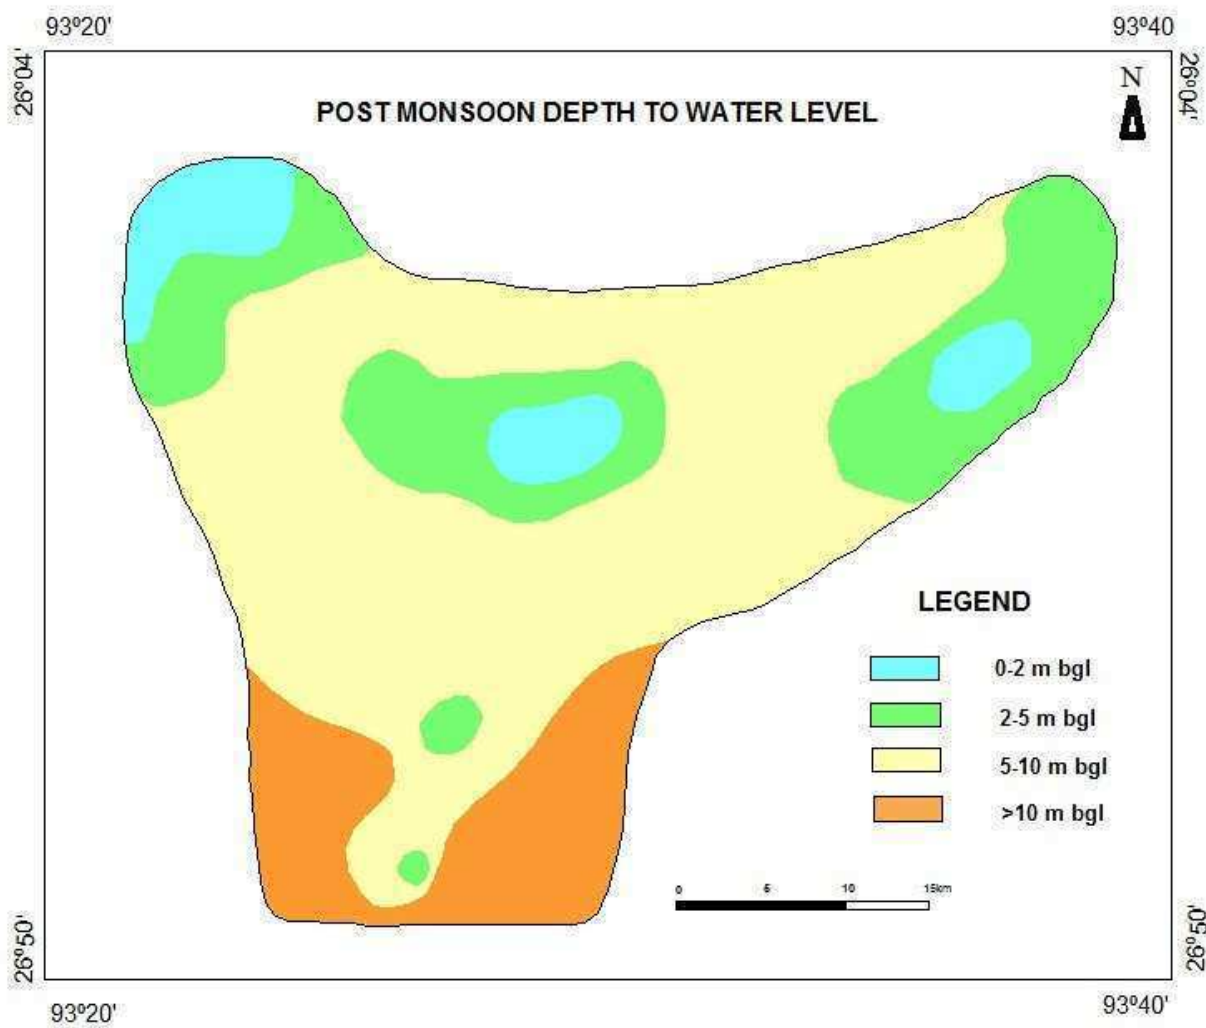 93º20'
93º40
26º04'
26º04'
N
POST MONSOON DEPTH TO WATER LEVEL
LEGEND
0-2 m bgl
2-5 m bgl
5-10 m bgl
>10 m bgl
0 5 10 15km
26º50'
26º50'
93º20'
93º40'